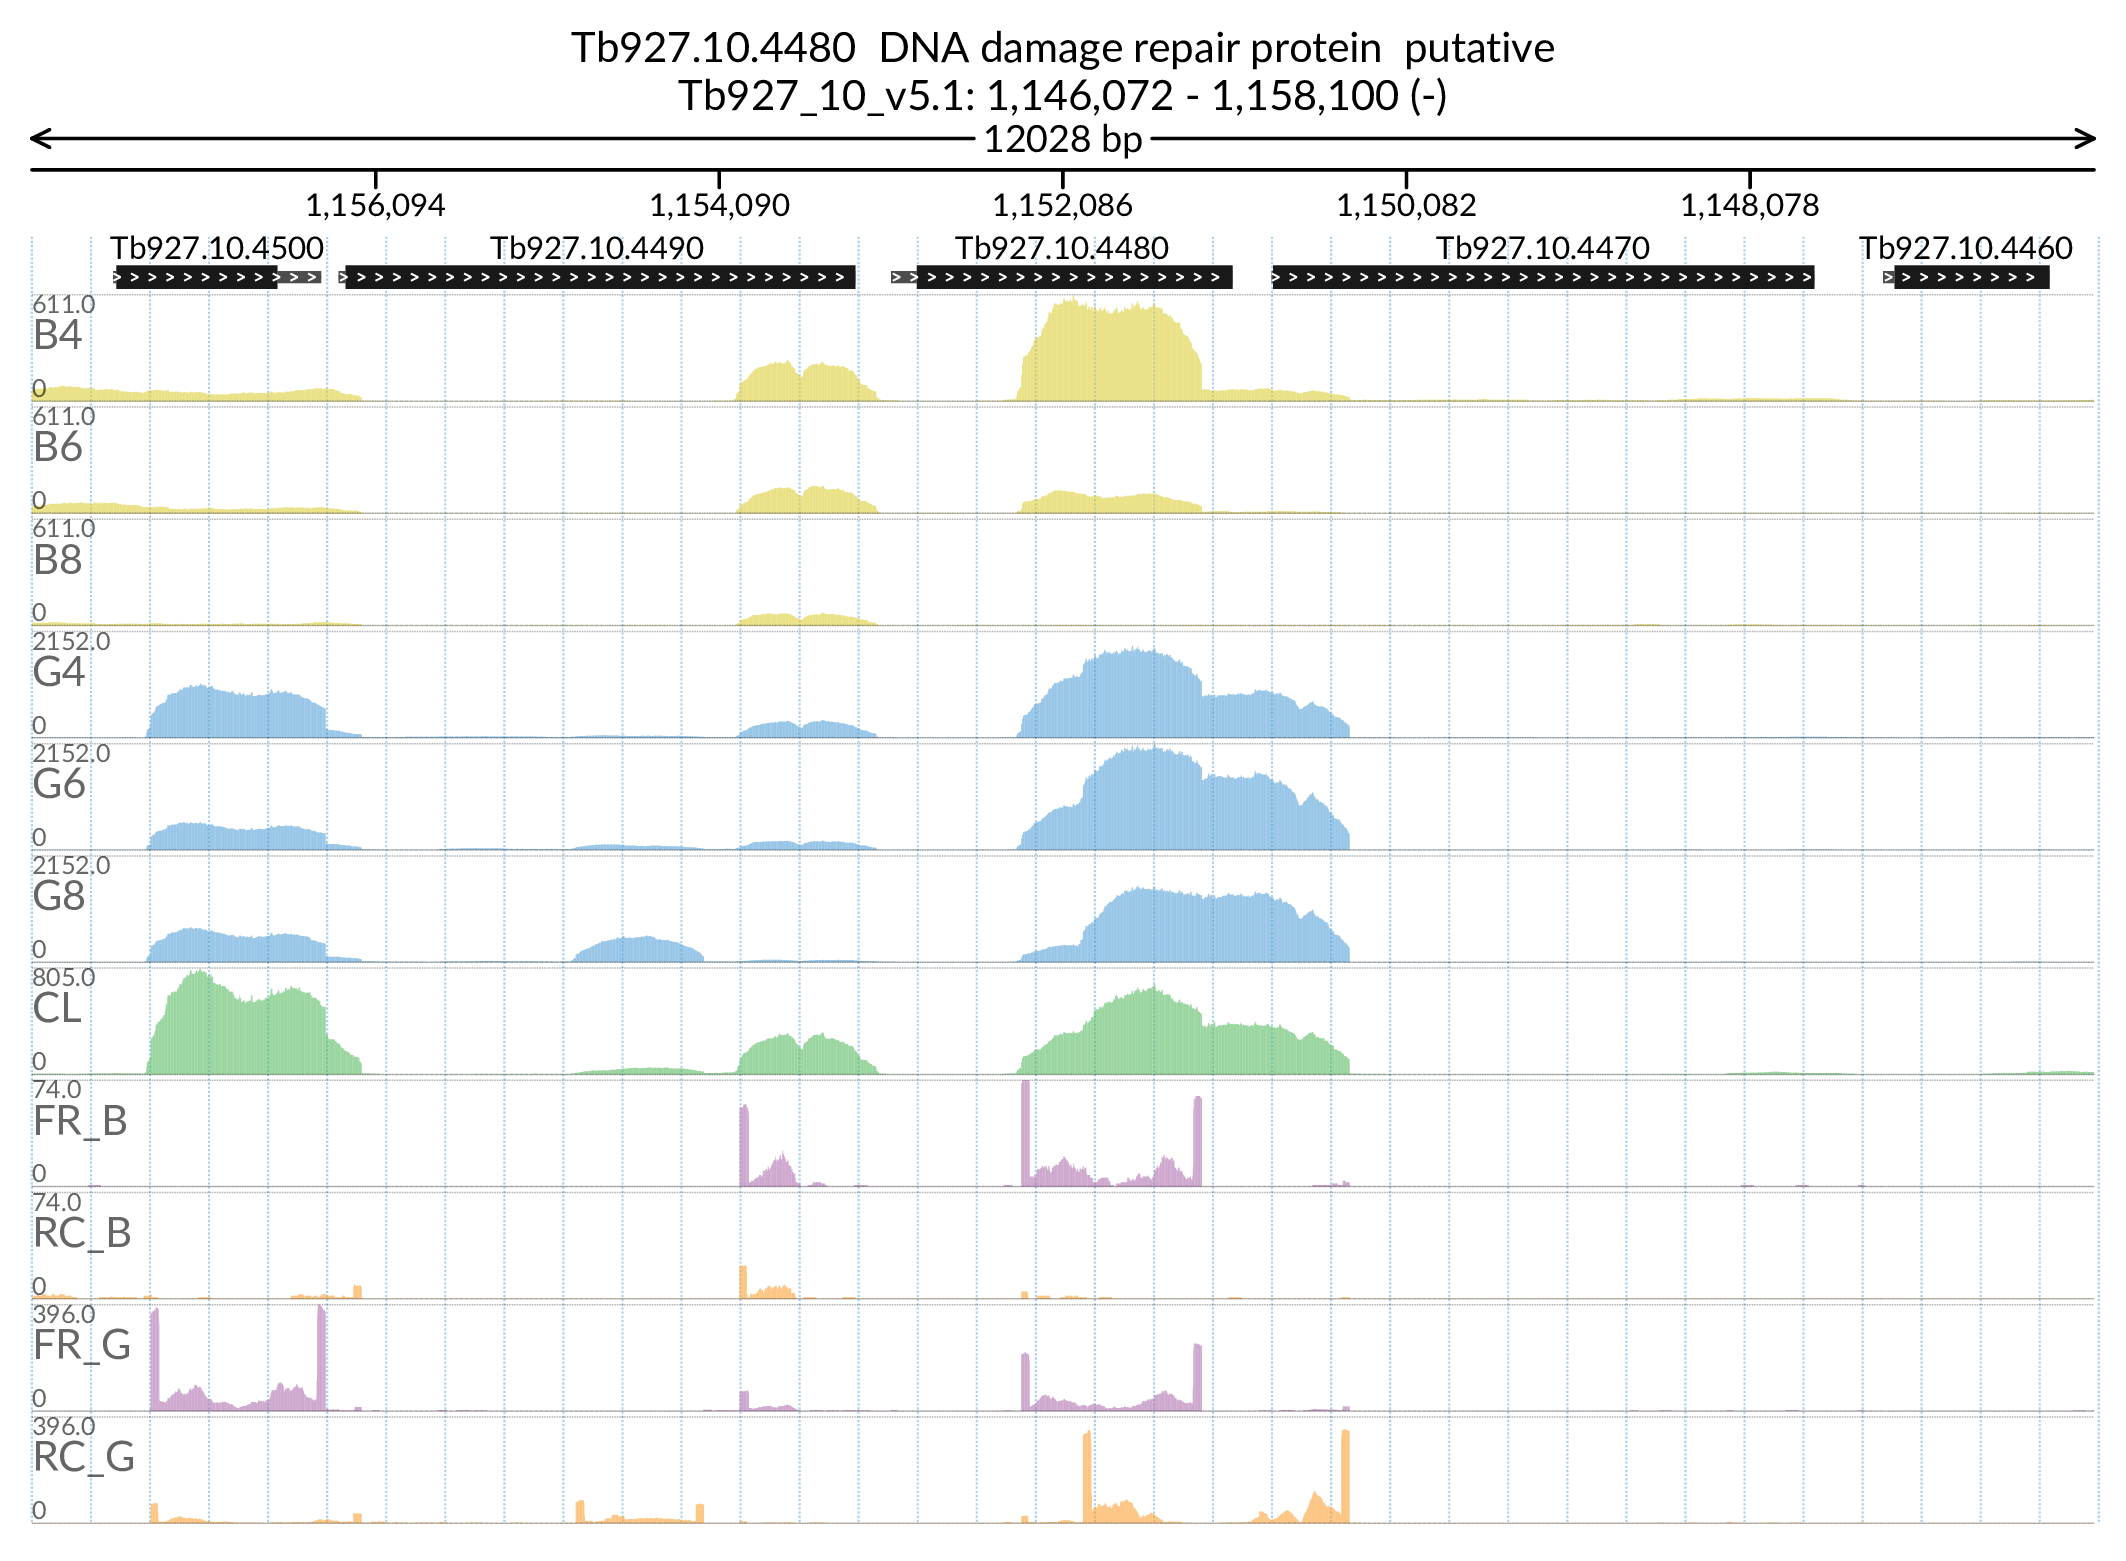 Tb927.10.4480  DNA damage repair protein  putative
Tb927_10_v5.1: 1,146,072 - 1,158,100 (-)
12028 bp
1,156,094 1,154,090 1,152,086 1,150,082 1,148,078
Tb927.10.4500 Tb927.10.4490 Tb927.10.4480 Tb927.10.4470 Tb927.10.4460
611.0
B4
0
611.0
B6
0
611.0
B8
0
2152.0
G4
0
2152.0
G6
0
2152.0
G8
0
805.0
CL
0
74.0
FR_B
0
74.0
RC_B
0
396.0
FR_G
0
396.0
RC_G
0